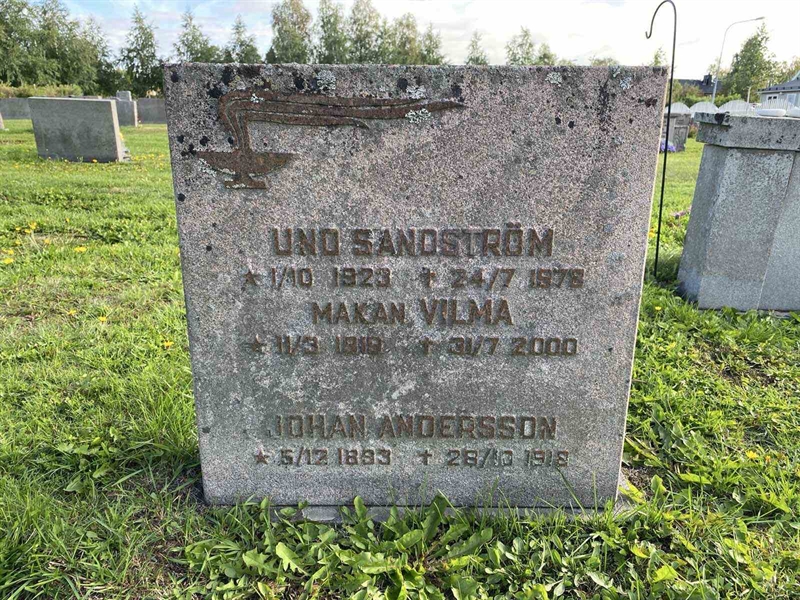 UNO SANDSTRÖM
★ 1/10 1923 ✝ 24/7 1978
MAKAN VILMA
★ 11/3 1919 ✝ 31/7 2000
JOHAN ANDERSSON
★ 5/12 1883 ✝ 28/10 1918